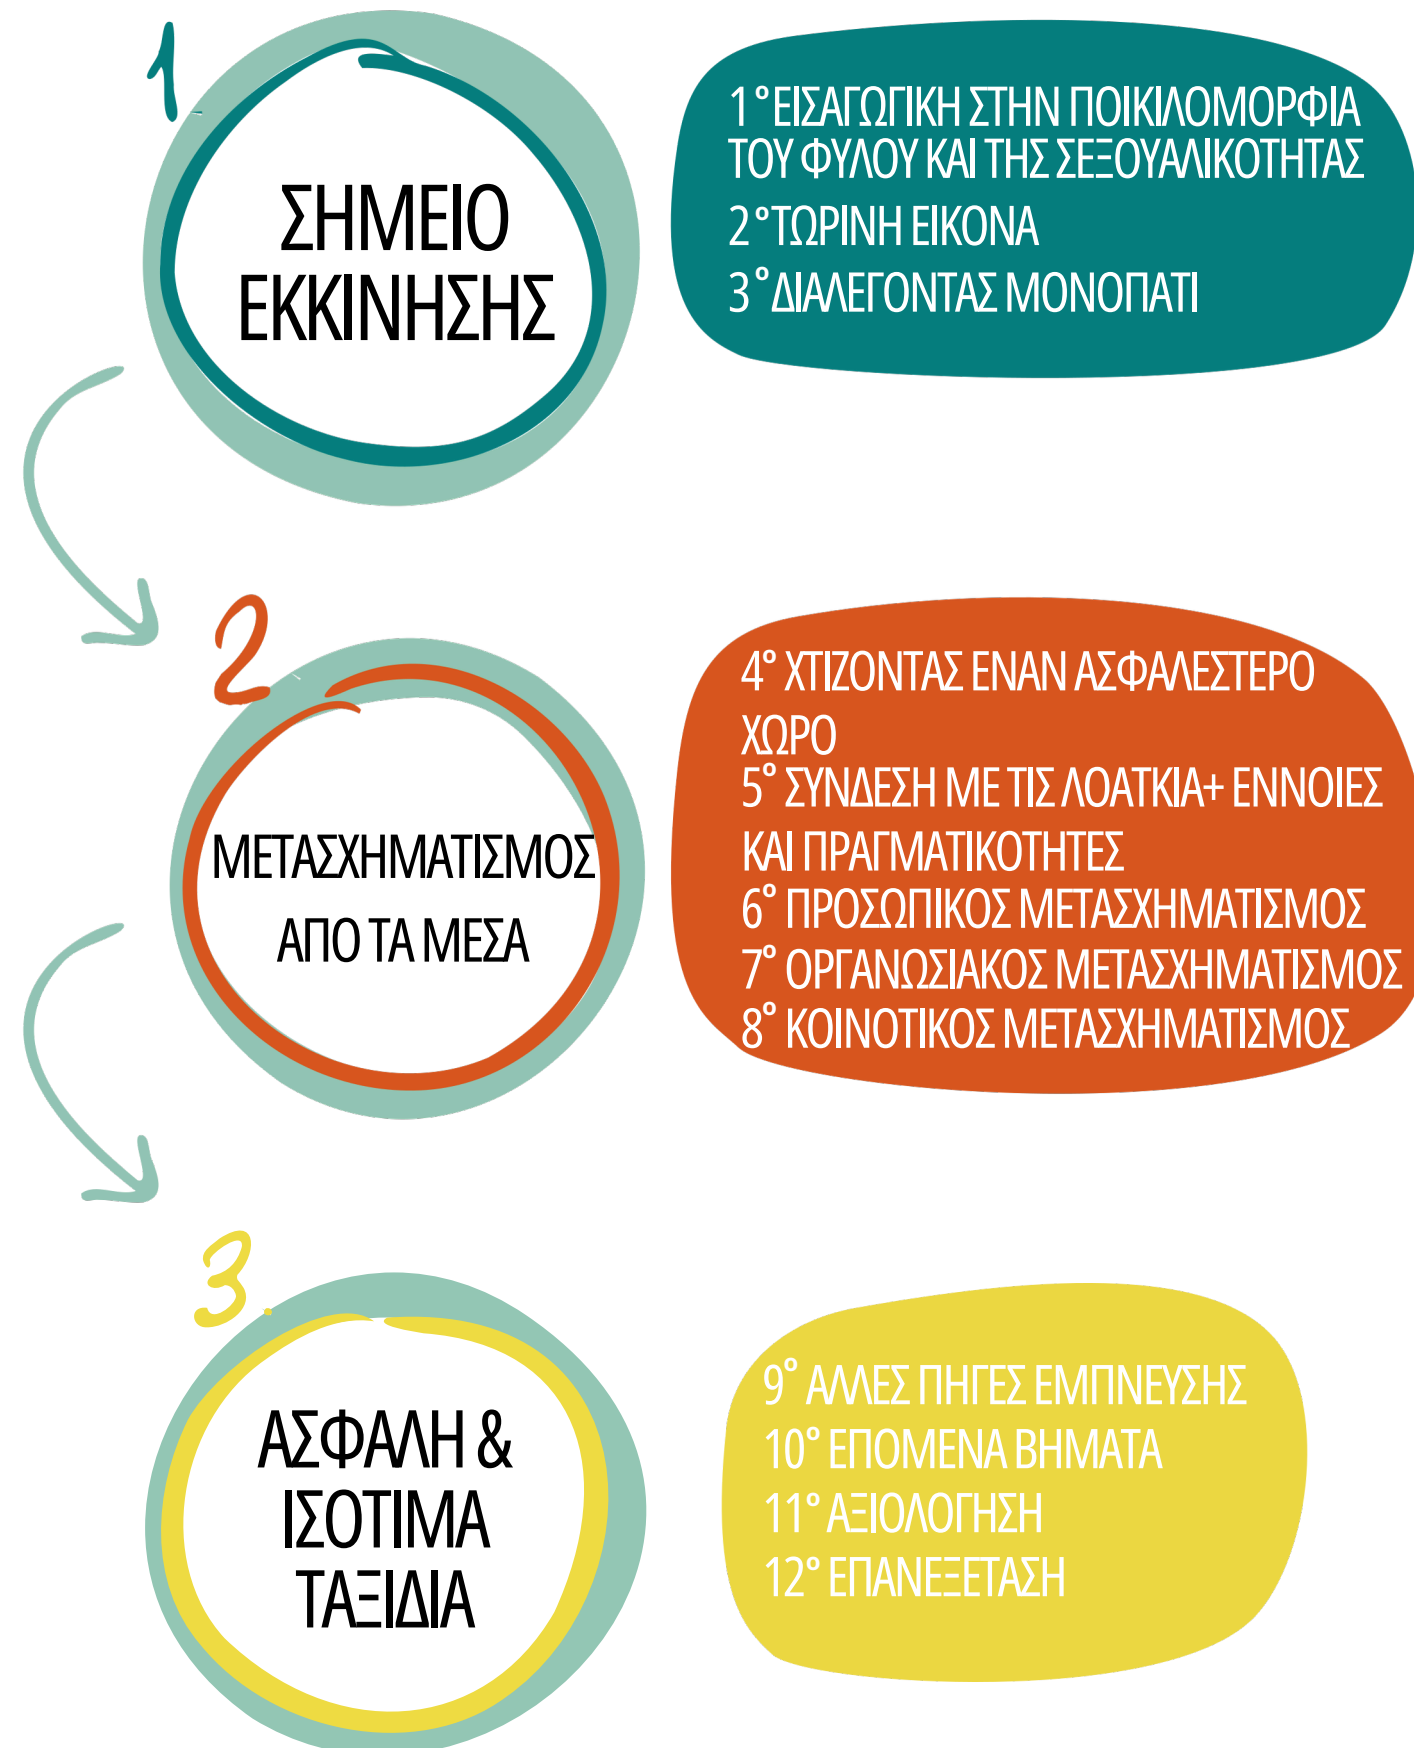 1.
ΣΗΜΕΙΟ
ΕΚΚΙΝΗΣΗΣ
1°ΕΙΣΑΓΩΓΙΚΗ ΣΤΗΝ ΠΟΙΚΙΛΟΜΟΡΦΙΑ
ΤΟΥ ΦΥΛΟΥ ΚΑΙ ΤΗΣ ΣΕΞΟΥΑΛΙΚΟΤΗΤΑΣ
2°ΤΩΡΙΝΗ ΕΙΚΟΝΑ
3°ΔΙΑΛΕΓΟΝΤΑΣ ΜΟΝΟΠΑΤΙ
2
ΜΕΤΑΣΧΗΜΑΤΙΣΜΟΣ
ΑΠΟ ΤΑ ΜΕΣΑ
4° ΧΤΙΖΟΝΤΑΣ ΕΝΑΝ ΑΣΦΑΛΕΣΤΕΡΟ
ΧΩΡΟ
5° ΣΥΝΔΕΣΗ ΜΕ ΤΙΣ ΛΟΑΤΚΙΑ+ ΕΝΝΟΙΕΣ
ΚΑΙ ΠΡΑΓΜΑΤΙΚΟΤΗΤΕΣ
6° ΠΡΟΣΩΠΙΚΟΣ ΜΕΤΑΣΧΗΜΑΤΙΣΜΟΣ
7° ΟΡΓΑΝΩΣΙΑΚΟΣ ΜΕΤΑΣΧΗΜΑΤΙΣΜΟΣ
8° ΚΟΙΝΟΤΙΚΟΣ ΜΕΤΑΣΧΗΜΑΤΙΣΜΟΣ
3.
ΑΣΦΑΛΗ &
ΙΣΟΤΙΜΑ
ΤΑΞΙΔΙΑ
9° ΑΛΛΕΣ ΠΗΓΕΣ ΕΜΠΝΕΥΣΗΣ
10° ΕΠΟΜΕΝΑ ΒΗΜΑΤΑ
11° ΑΞΙΟΛΟΓΗΣΗ
12° ΕΠΑΝΕΞΕΤΑΣΗ